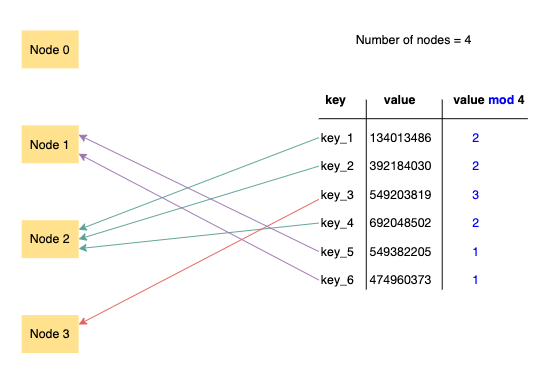 Number of nodes = 4
Node 0
Node 1
Node 2
Node 3
key value value mod 4
key_1 134013486 2
key_2 392184030 2
key_3 549203819 3
key_4 692048502 2
key_5 549382205 1
key_6 474960373 1